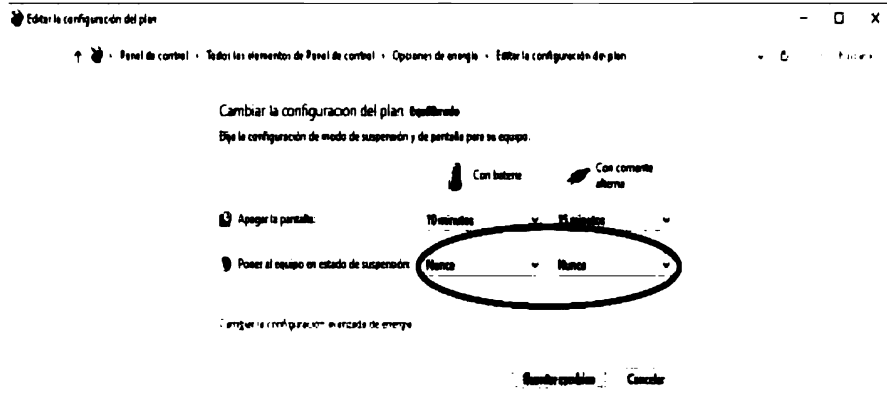 Editar la configuración del plan
Panel de control Todos los elementos de Panel de control Opciones de energía Editar la configuración de plan
Cambiar la configuración del plan: Equilibrado
Elija la configuración de modo de suspensión y de pantalla para su equipo.
Con batería Con corriente alterna
Apagar la pantalla: 10 minutos 15 minutos
Poner al equipo en estado de suspensión: Nunca Nunca
Cambiar la configuración avanzada de energía
Guardar cambios Cancelar